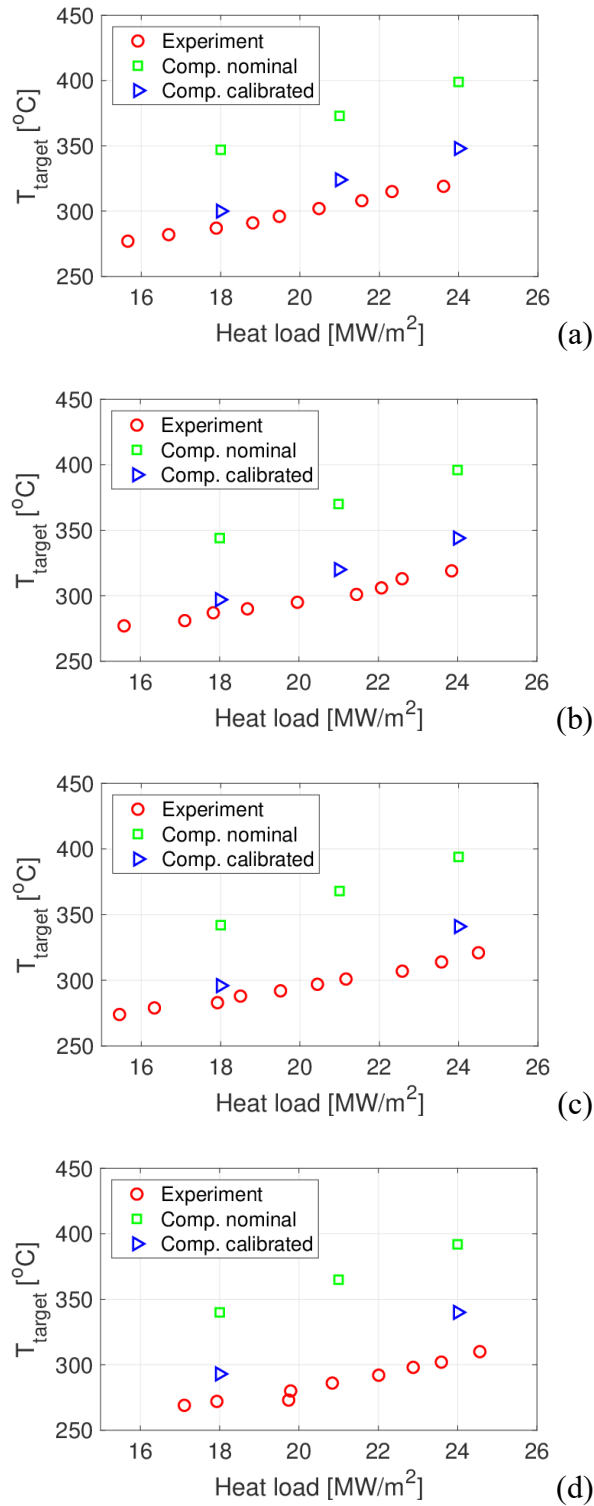 450
400
350
300
250
T_target [°C]
Experiment
Comp. nominal
Comp. calibrated
16 18 20 22 24 26
Heat load [MW/m²]
(a)
450
400
350
300
250
T_target [°C]
Experiment
Comp. nominal
Comp. calibrated
16 18 20 22 24 26
Heat load [MW/m²]
(b)
450
400
350
300
250
T_target [°C]
Experiment
Comp. nominal
Comp. calibrated
16 18 20 22 24 26
Heat load [MW/m²]
(c)
450
400
350
300
250
T_target [°C]
Experiment
Comp. nominal
Comp. calibrated
16 18 20 22 24 26
Heat load [MW/m²]
(d)